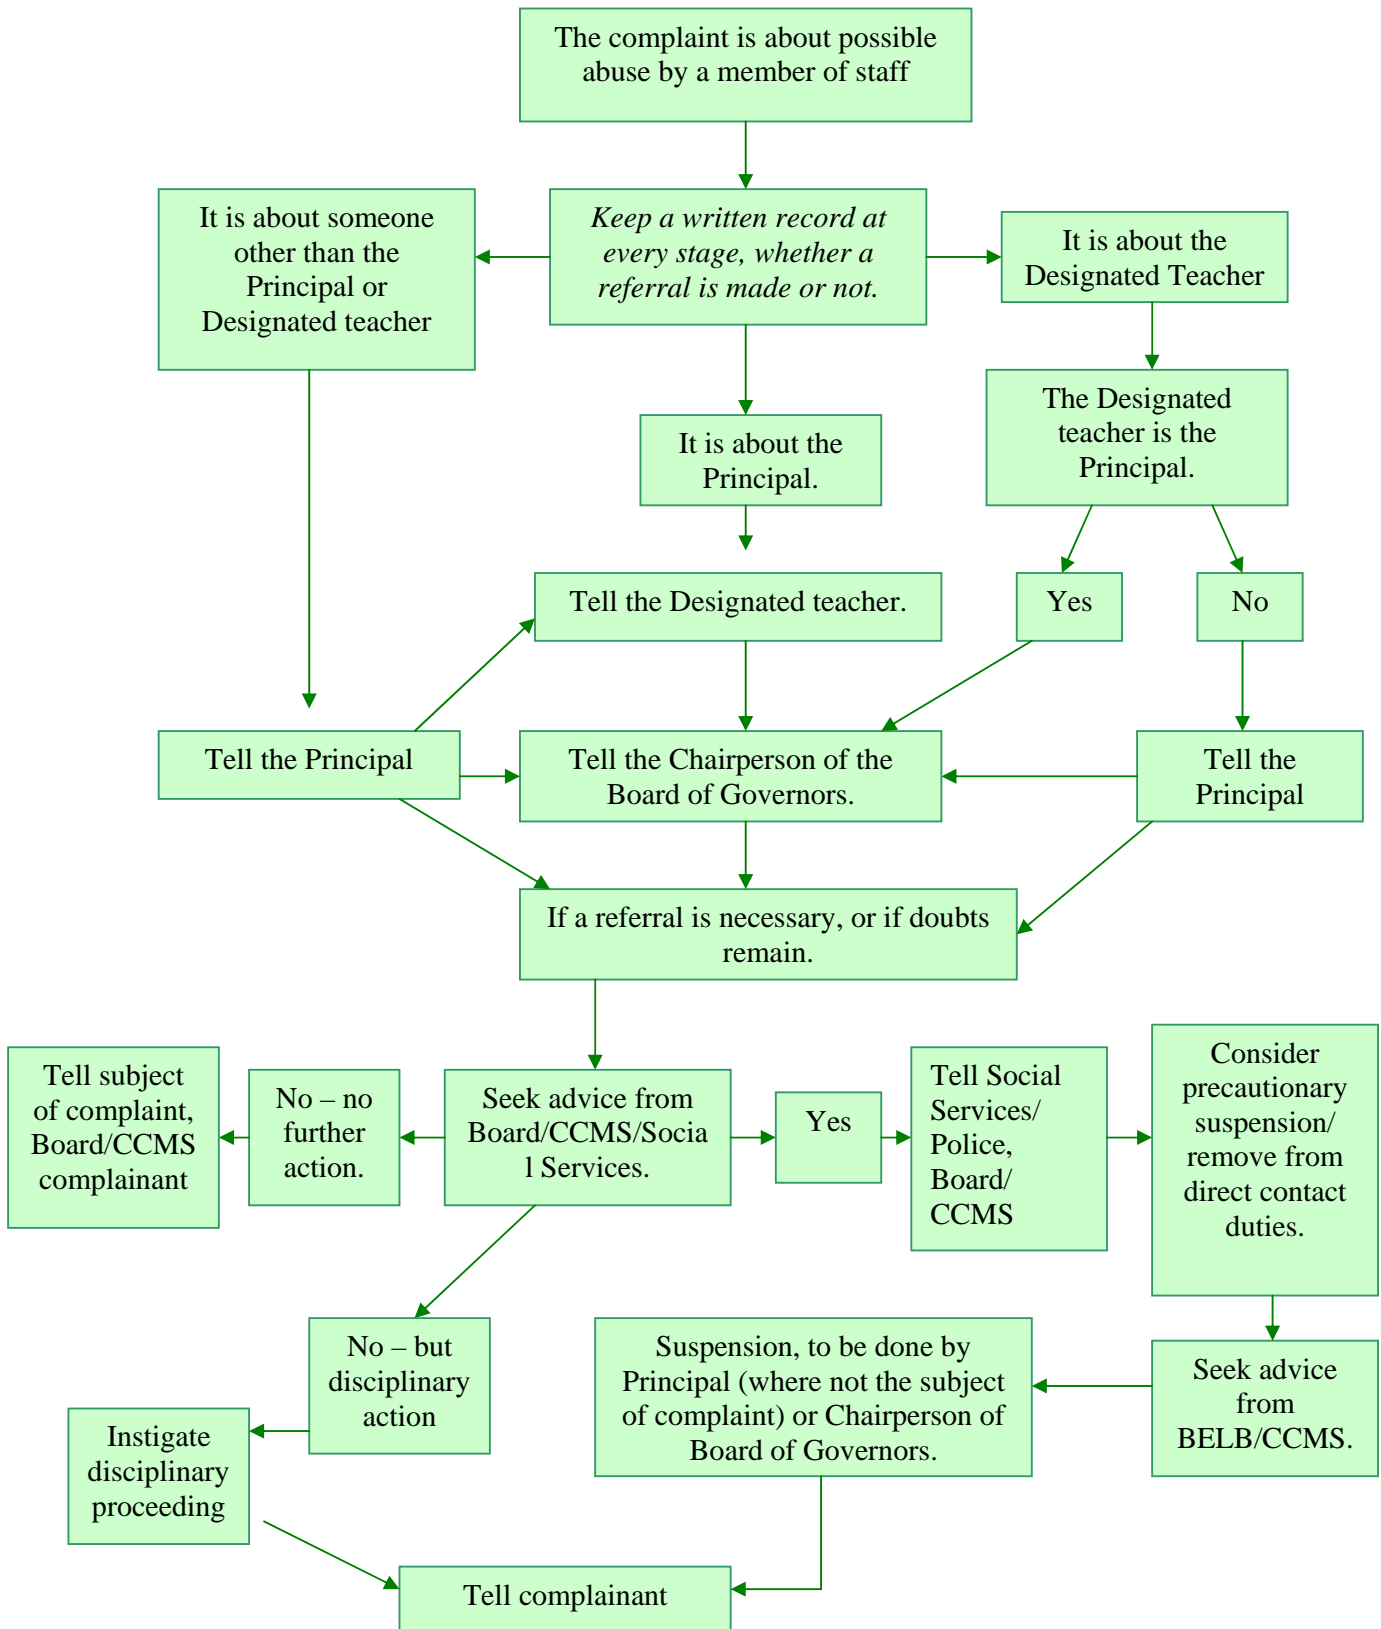 The complaint is about possible
abuse by a member of staff
It is about someone
other than the
Principal or
Designated teacher
Keep a written record at
every stage, whether a
referral is made or not.
It is about the
Designated Teacher
It is about the
Principal.
The Designated
teacher is the
Principal.
Tell the Designated teacher.
Yes
No
Tell the Principal
Tell the Chairperson of the
Board of Governors.
Tell the
Principal
If a referral is necessary, or if doubts
remain.
Tell subject
of complaint,
Board/CCMS
complainant
No – no
further
action.
Seek advice from
Board/CCMS/Socia
l Services.
Yes
Tell Social
Services/
Police,
Board/
CCMS
Consider
precautionary
suspension/
remove from
direct contact
duties.
No – but
disciplinary
action
Suspension, to be done by
Principal (where not the subject
of complaint) or Chairperson of
Board of Governors.
Seek advice
from
BELB/CCMS.
Instigate
disciplinary
proceeding
Tell complainant